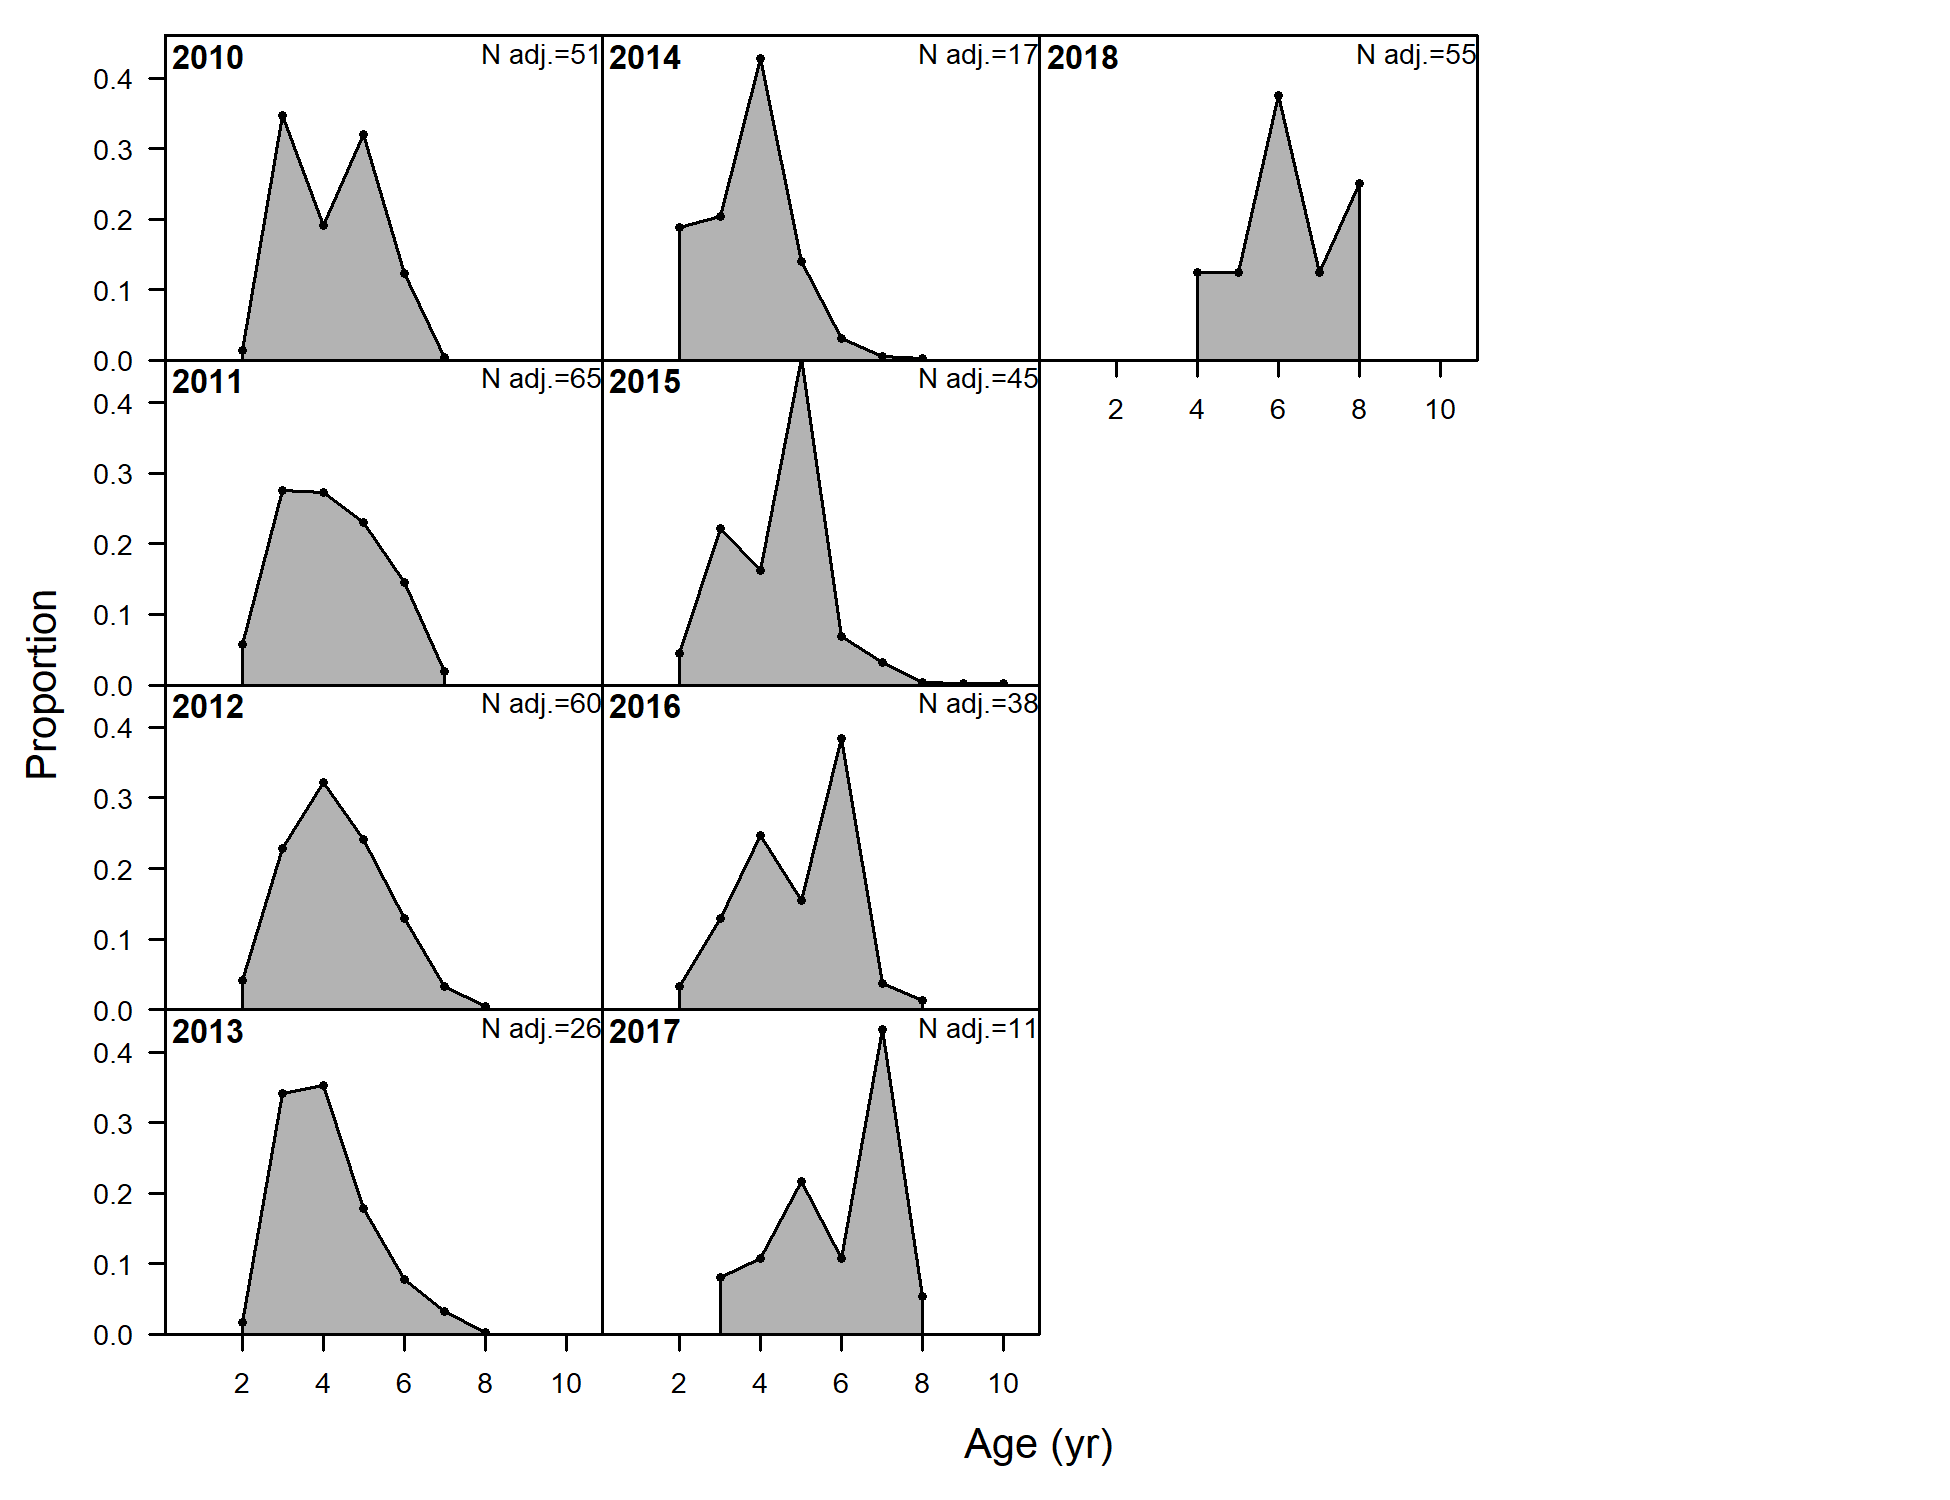 2010 N adj.=51
2014 N adj.=17
2018 N adj.=55
0.4
0.3
0.2
0.1
0.0
2 4 6 8 10
2011 N adj.=65
2015 N adj.=45
0.4
0.3
0.2
0.1
0.0
2012 N adj.=60
2016 N adj.=38
0.4
0.3
0.2
0.1
0.0
2013 N adj.=26
2017 N adj.=11
0.4
0.3
0.2
0.1
0.0
2 4 6 8 10
2 4 6 8 10
Proportion
Age (yr)